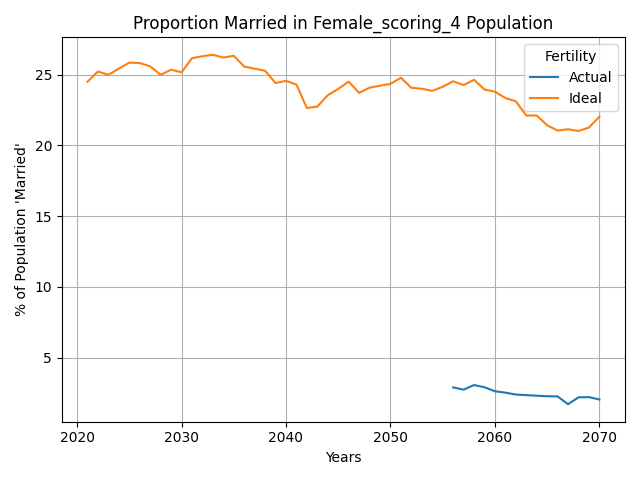 Proportion Married in Female_scoring_4 Population
Fertility
Actual
Ideal
% of Population 'Married'
25
20
15
10
5
2020
2030
2040
2050
2060
2070
Years